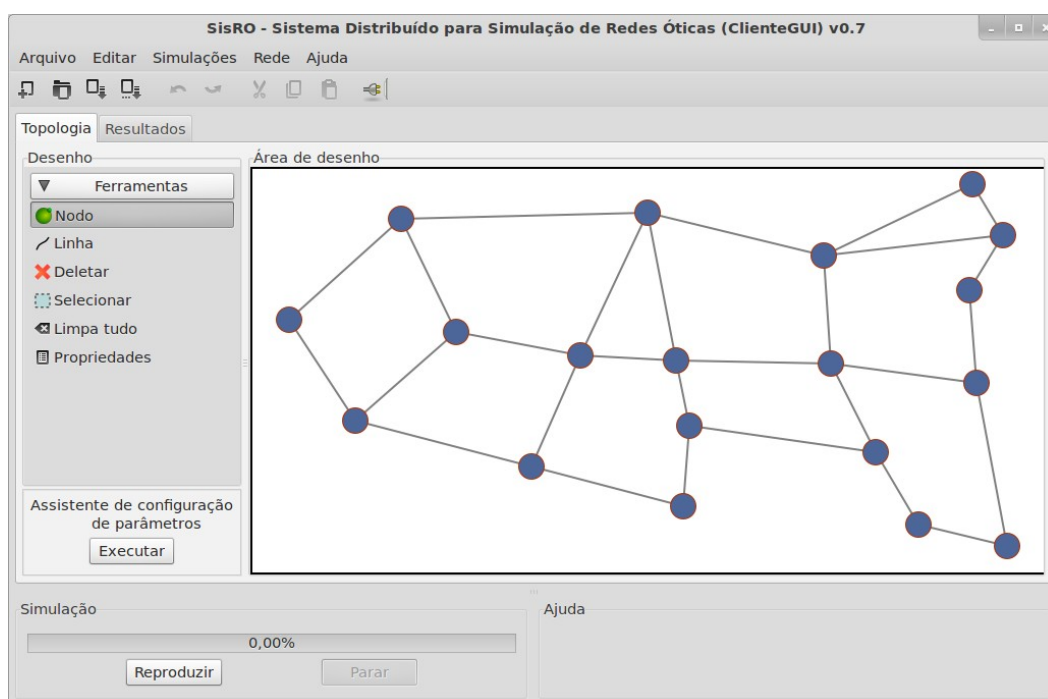 SisRO - Sistema Distribuído para Simulação de Redes Óticas (ClienteGUI) v0.7
Arquivo Editar Simulações Rede Ajuda
Topologia Resultados
Desenho
Ferramentas
Nodo
Linha
Deletar
Selecionar
Limpa tudo
Propriedades
Assistente de configuração
de parâmetros
Executar
Área de desenho
Simulação
0,00%
Reproduzir Parar
Ajuda